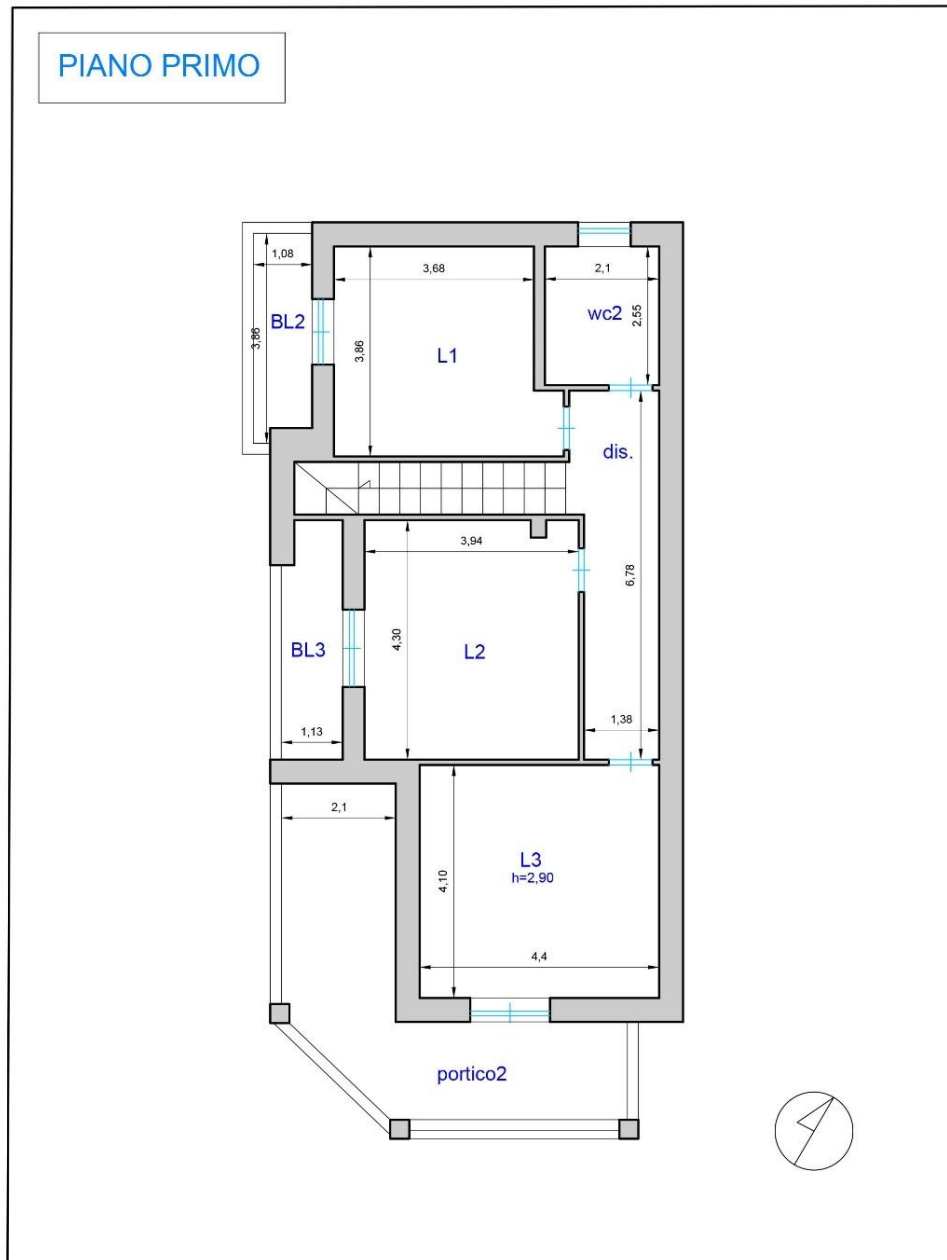 PIANO PRIMO
1,08
3,86
BL2
3,68
3,86
L1
2,1
2,55
wc2
dis.
3,94
4,30
L2
6,78
1,38
BL3
1,13
2,1
L3
h=2,90
4,10
4,4
portico2